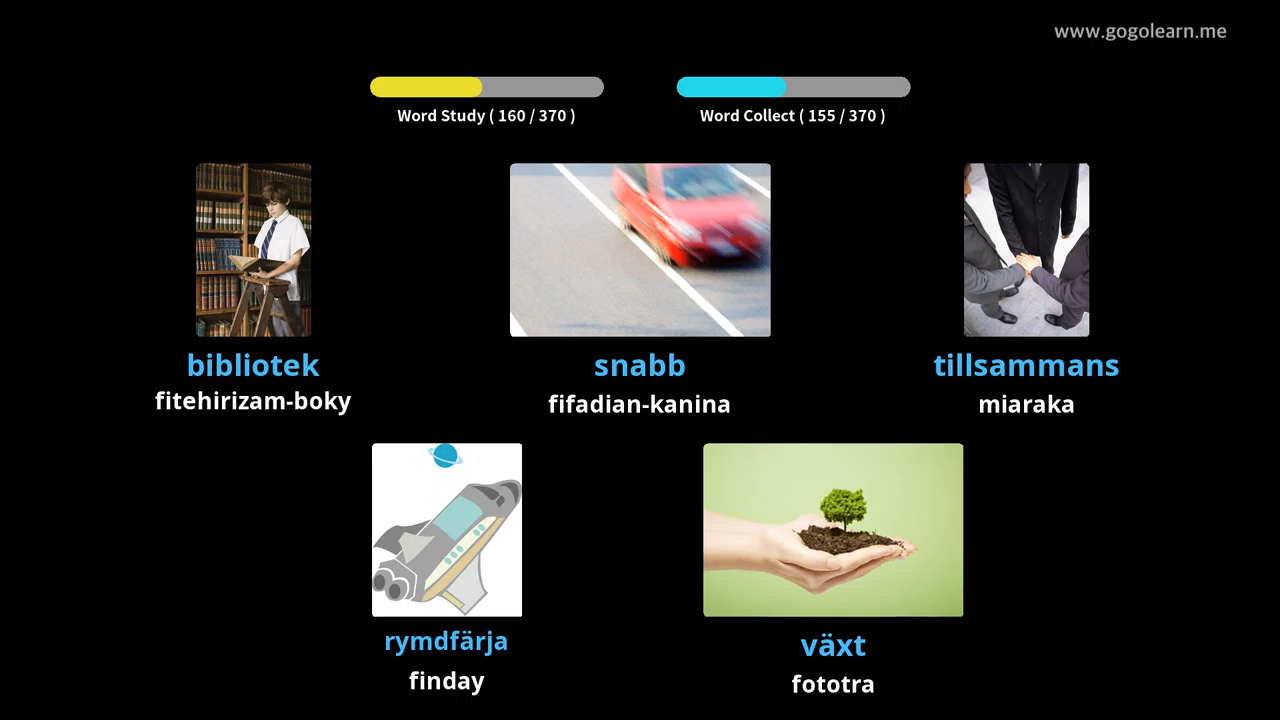 www.gogolearn.me
Word Study ( 160 / 370 )
Word Collect ( 155 / 370 )
bibliotek
fitehirizam-boky
snabb
fifadian-kanina
tillsammans
miaraka
rymdfärja
finday
växt
fototra